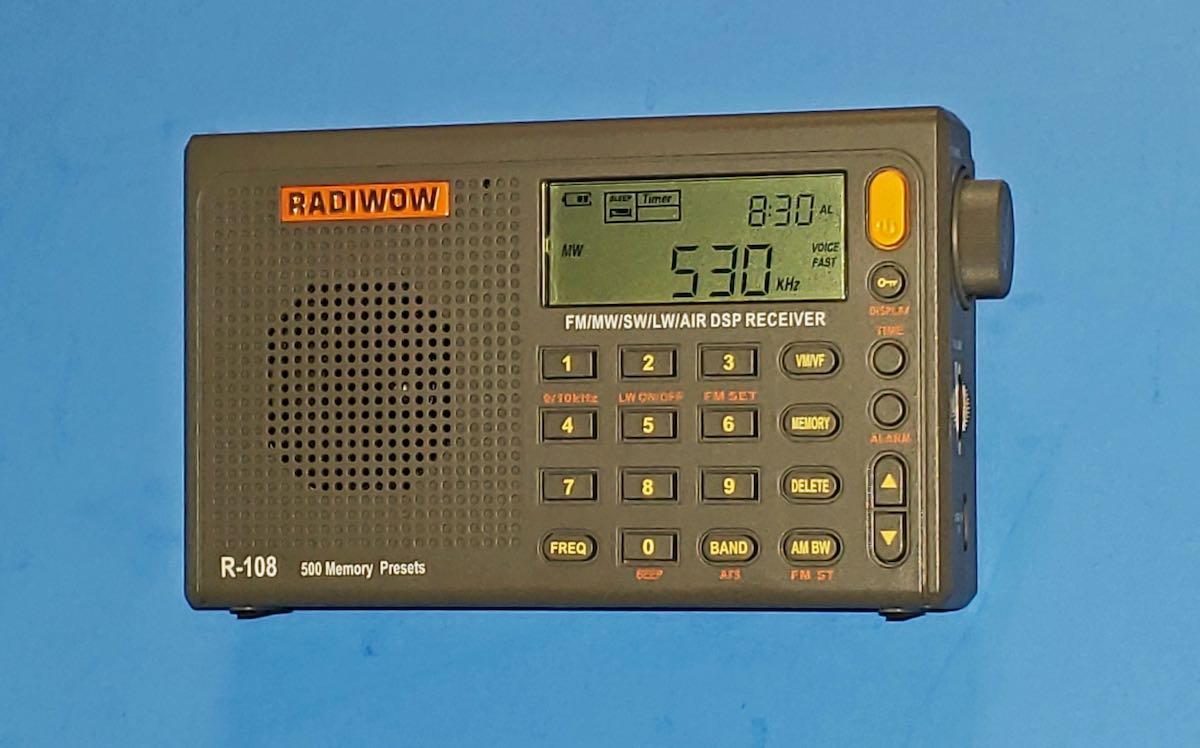 RADIWOW
SLEEP Timer
8:30 AL
MW
VOICE
FAST
530 KHz
FM/MW/SW/LW/AIR DSP RECEIVER
DISPLAY
TIME
1 2 3 VM/VF
9/10kHz LW ON/OFF FM SET
4 5 6 MEMORY
ALARM
7 8 9 DELETE
FREQ 0 BAND AM BW
BEEP ATS FM ST
R-108 500 Memory Presets